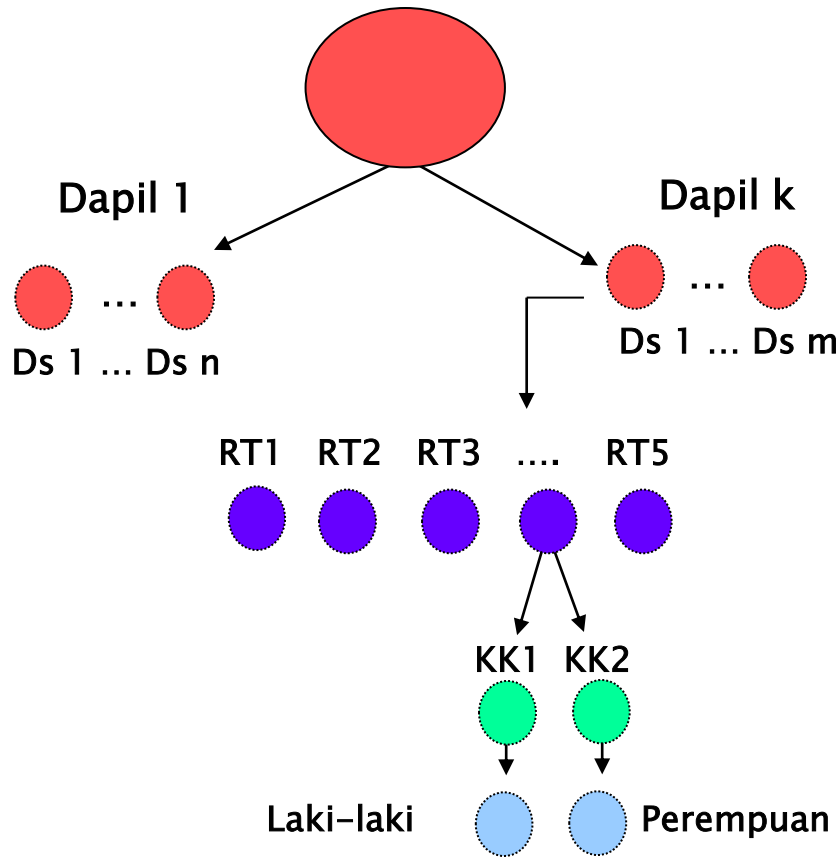 Dapil 1
Dapil k
Ds 1 ... Ds n
...
Ds 1 ... Ds m
...
RT1 RT2 RT3 .... RT5
KK1 KK2
Laki-laki
Perempuan